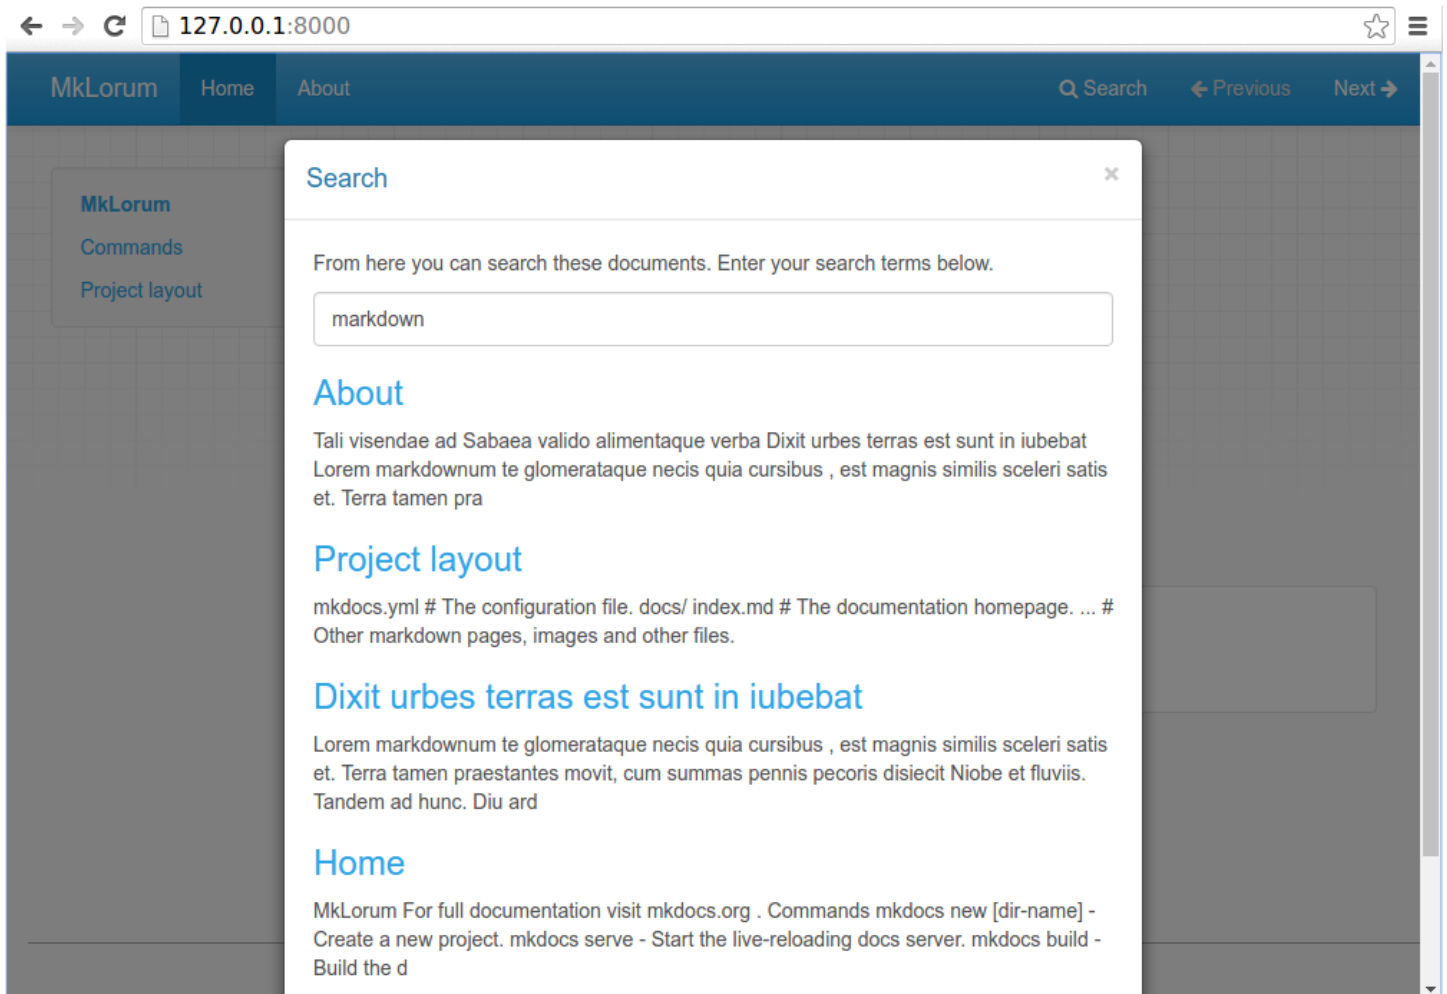 127.0.0.1:8000
MkLorum Home About Search Previous Next
MkLorum
Commands
Project layout
Search ×
From here you can search these documents. Enter your search terms below.
markdown
About
Tali visendae ad Sabaea valido alimentaque verba Dixit urbes terras est sunt in iubebat
Lorem markdownum te glomerataque necis quia cursibus , est magnis similis sceleri satis
et. Terra tamen pra
Project layout
mkdocs.yml # The configuration file. docs/ index.md # The documentation homepage. ... #
Other markdown pages, images and other files.
Dixit urbes terras est sunt in iubebat
Lorem markdownum te glomerataque necis quia cursibus , est magnis similis sceleri satis
et. Terra tamen praestantes movit, cum summas pennis pecoris disiecit Niobe et fluviis.
Tandem ad hunc. Diu ard
Home
MkLorum For full documentation visit mkdocs.org . Commands mkdocs new [dir-name] -
Create a new project. mkdocs serve - Start the live-reloading docs server. mkdocs build -
Build the d